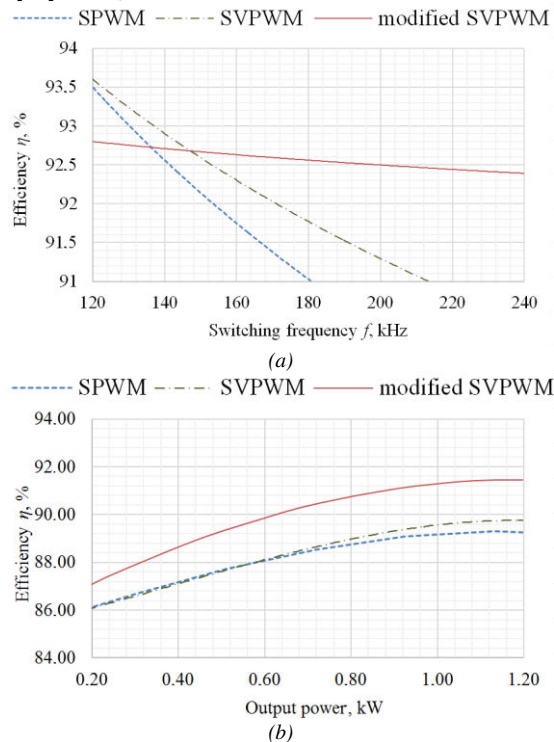 SPWM SVPWM modified SVPWM
94
93.5
93
92.5
92
91.5
91
Efficiency η, %
120 140 160 180 200 220 240
Switching frequency f, kHz
(a)
SPWM SVPWM modified SVPWM
94.00
92.00
90.00
88.00
86.00
84.00
Efficiency η, %
0.20 0.40 0.60 0.80 1.00 1.20
Output power, kW
(b)